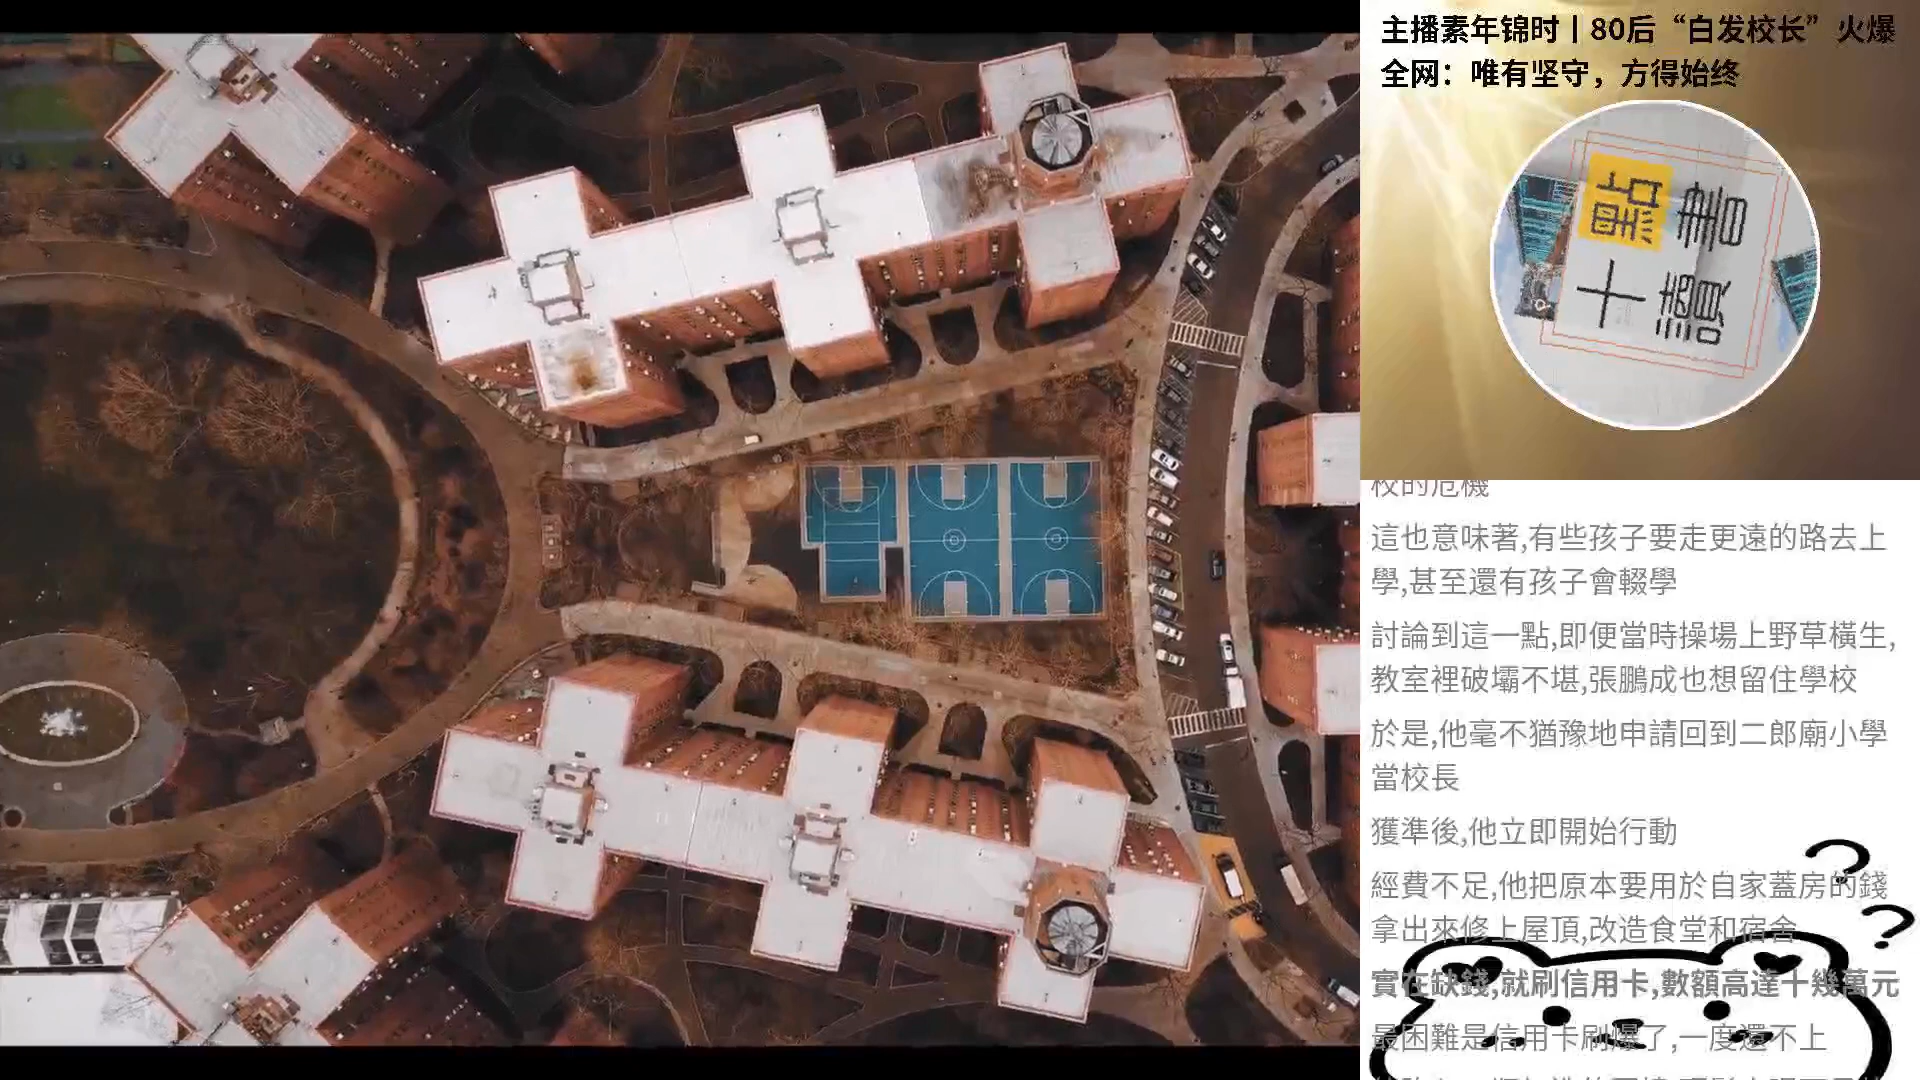 主播素年锦时丨80后“白发校长”火爆
全网：唯有坚守，方得始终
十點
讀書
校的危機
這也意味著,有些孩子要走更遠的路去上
學,甚至還有孩子會輟學
討論到這一點,即便當時操場上野草橫生,
教室裡破壩不堪,張鵬成也想留住學校
於是,他毫不猶豫地申請回到二郎廟小學
當校長
獲準後,他立即開始行動
經費不足,他把原本要用於自家蓋房的錢
拿出來修上屋頂,改造食堂和宿舍
實在缺錢,就刷信用卡,數額高達十幾萬元
最困難是信用卡刷爆了,一度還不上